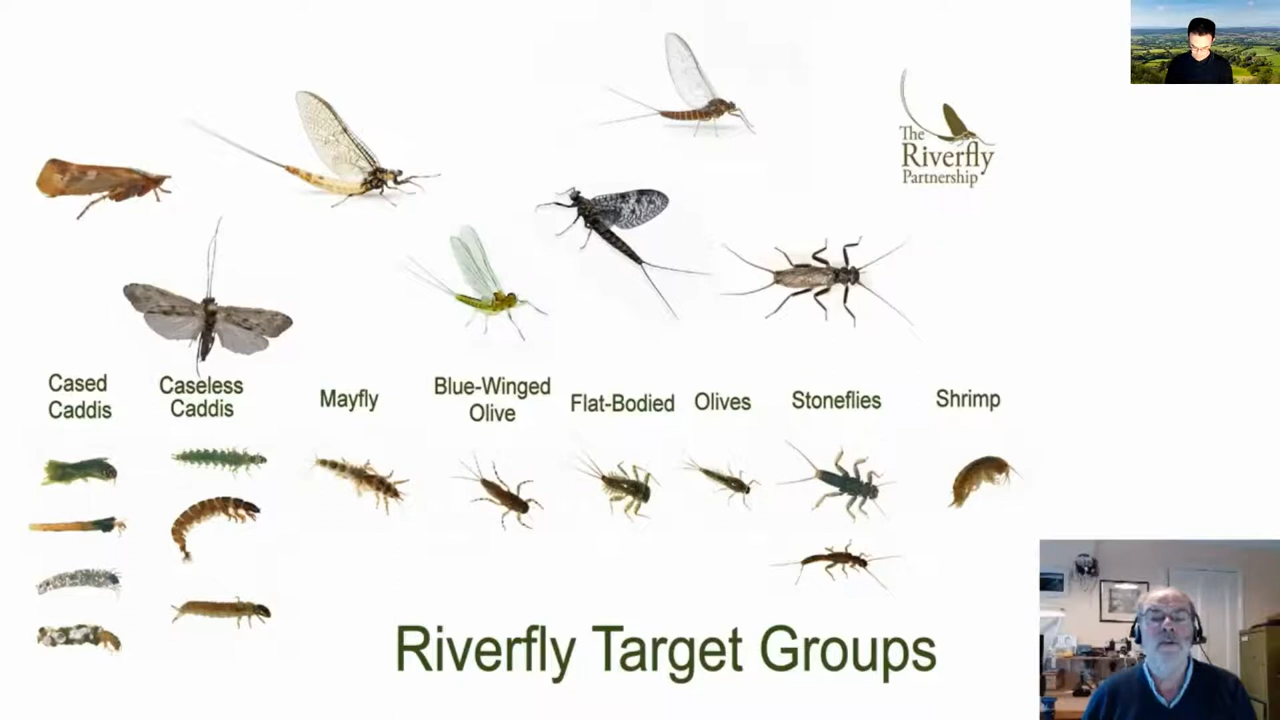 The
Riverfly
Partnership
Cased
Caddis
Caseless
Caddis
Mayfly
Blue-Winged
Olive
Flat-Bodied
Olives
Stoneflies
Shrimp
Riverfly Target Groups